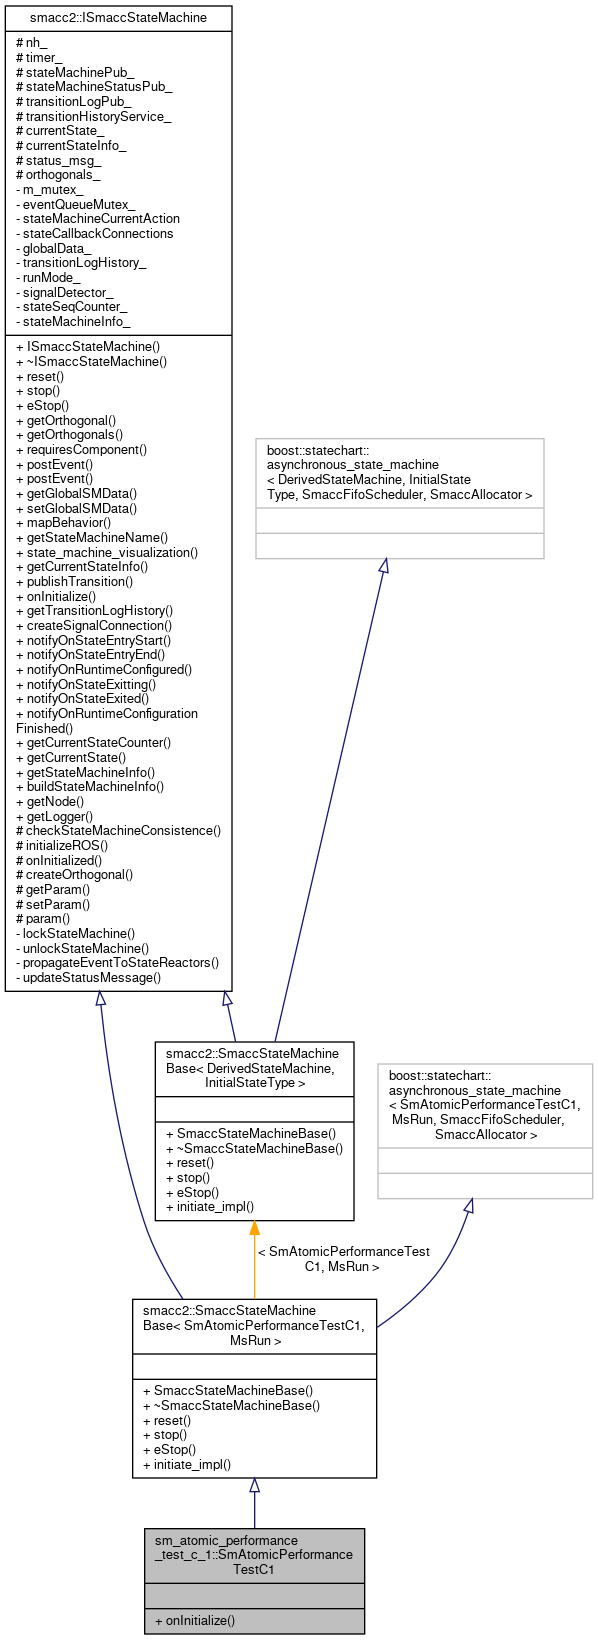 smacc2::ISmaccStateMachine
# nh_
# timer_
# stateMachinePub_
# stateMachineStatusPub_
# transitionLogPub_
# transitionHistoryService_
# currentState_
# currentStateInfo_
# status_msg_
# orthogonals_
- m_mutex_
- eventQueueMutex_
- stateMachineCurrentAction
- stateCallbackConnections
- globalData_
- transitionLogHistory_
- runMode_
- signalDetector_
- stateSeqCounter_
- stateMachineInfo_
+ ISmaccStateMachine()
+ ~ISmaccStateMachine()
+ reset()
+ stop()
+ eStop()
+ getOrthogonal()
+ getOrthogonals()
+ requiresComponent()
+ postEvent()
+ postEvent()
+ getGlobalSMData()
+ setGlobalSMData()
+ mapBehavior()
+ getStateMachineName()
+ state_machine_visualization()
+ getCurrentStateInfo()
+ publishTransition()
+ onInitialize()
+ getTransitionLogHistory()
+ createSignalConnection()
+ notifyOnStateEntryStart()
+ notifyOnStateEntryEnd()
+ notifyOnRuntimeConfigured()
+ notifyOnStateExitting()
+ notifyOnStateExited()
+ notifyOnRuntimeConfiguration
Finished()
+ getCurrentStateCounter()
+ getCurrentState()
+ getStateMachineInfo()
+ buildStateMachineInfo()
+ getNode()
+ getLogger()
# checkStateMachineConsistence()
# initializeROS()
# onInitialized()
# createOrthogonal()
# getParam()
# setParam()
# param()
- lockStateMachine()
- unlockStateMachine()
- propagateEventToStateReactors()
- updateStatusMessage()
boost::statechart::
asynchronous_state_machine
< DerivedStateMachine, InitialState
Type, SmaccFifoScheduler, SmaccAllocator >
smacc2::SmaccStateMachine
Base< DerivedStateMachine,
InitialStateType >
+ SmaccStateMachineBase()
+ ~SmaccStateMachineBase()
+ reset()
+ stop()
+ eStop()
+ initiate_impl()
boost::statechart::
asynchronous_state_machine
< SmAtomicPerformanceTestC1,
MsRun, SmaccFifoScheduler,
SmaccAllocator >
< SmAtomicPerformanceTest
C1, MsRun >
smacc2::SmaccStateMachine
Base< SmAtomicPerformanceTestC1,
MsRun >
+ SmaccStateMachineBase()
+ ~SmaccStateMachineBase()
+ reset()
+ stop()
+ eStop()
+ initiate_impl()
sm_atomic_performance
_test_c_1::SmAtomicPerformance
TestC1
+ onInitialize()